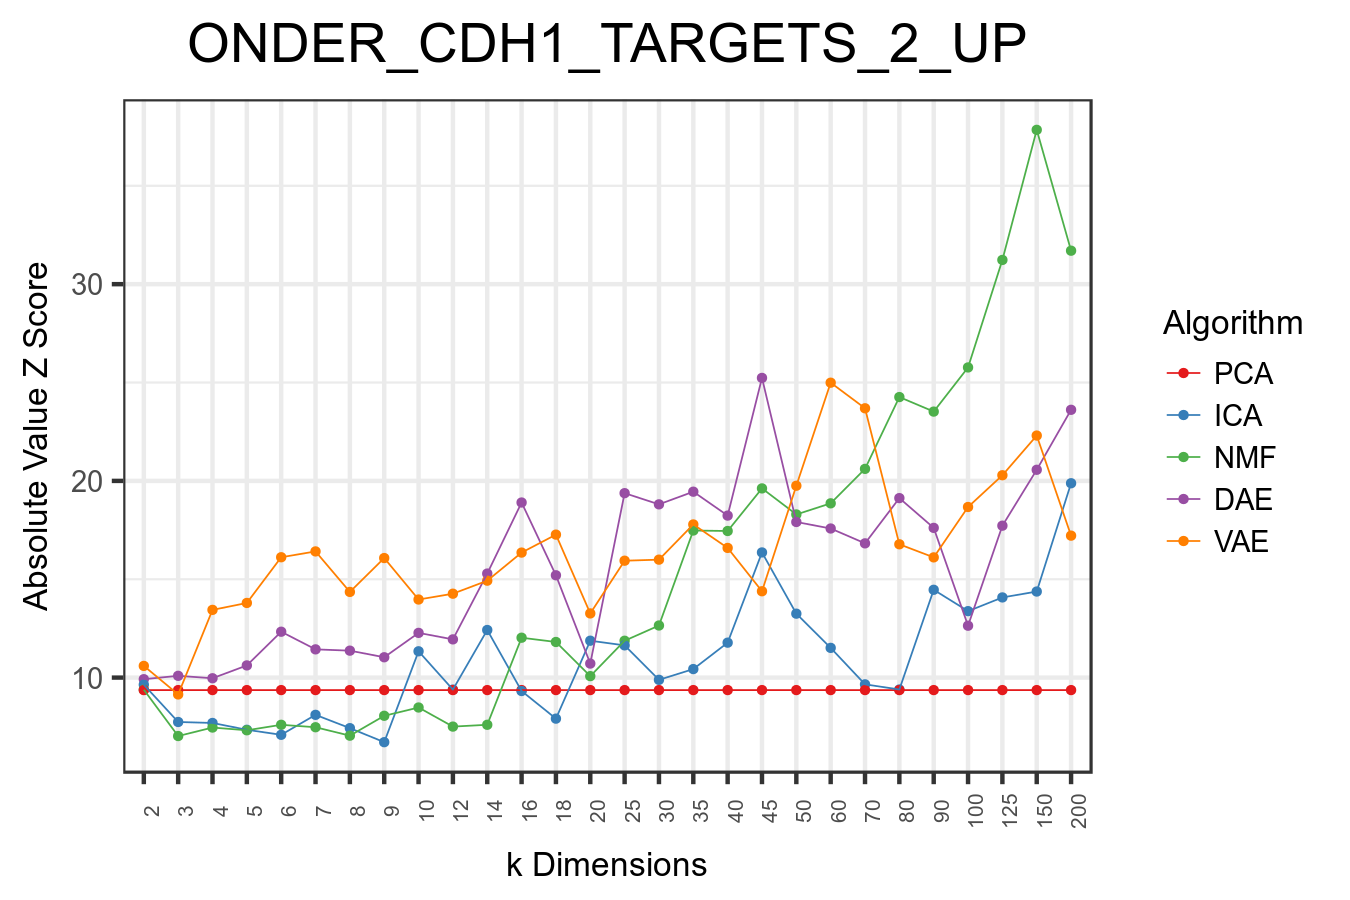 ONDER_CDH1_TARGETS_2_UP
Absolute Value Z Score
30
20
10
2 3 4 5 6 7 8 9 10 12 14 16 18 20 25 30 35 40 45 50 60 70 80 90 100 125 150 200
k Dimensions
Algorithm
PCA
ICA
NMF
DAE
VAE